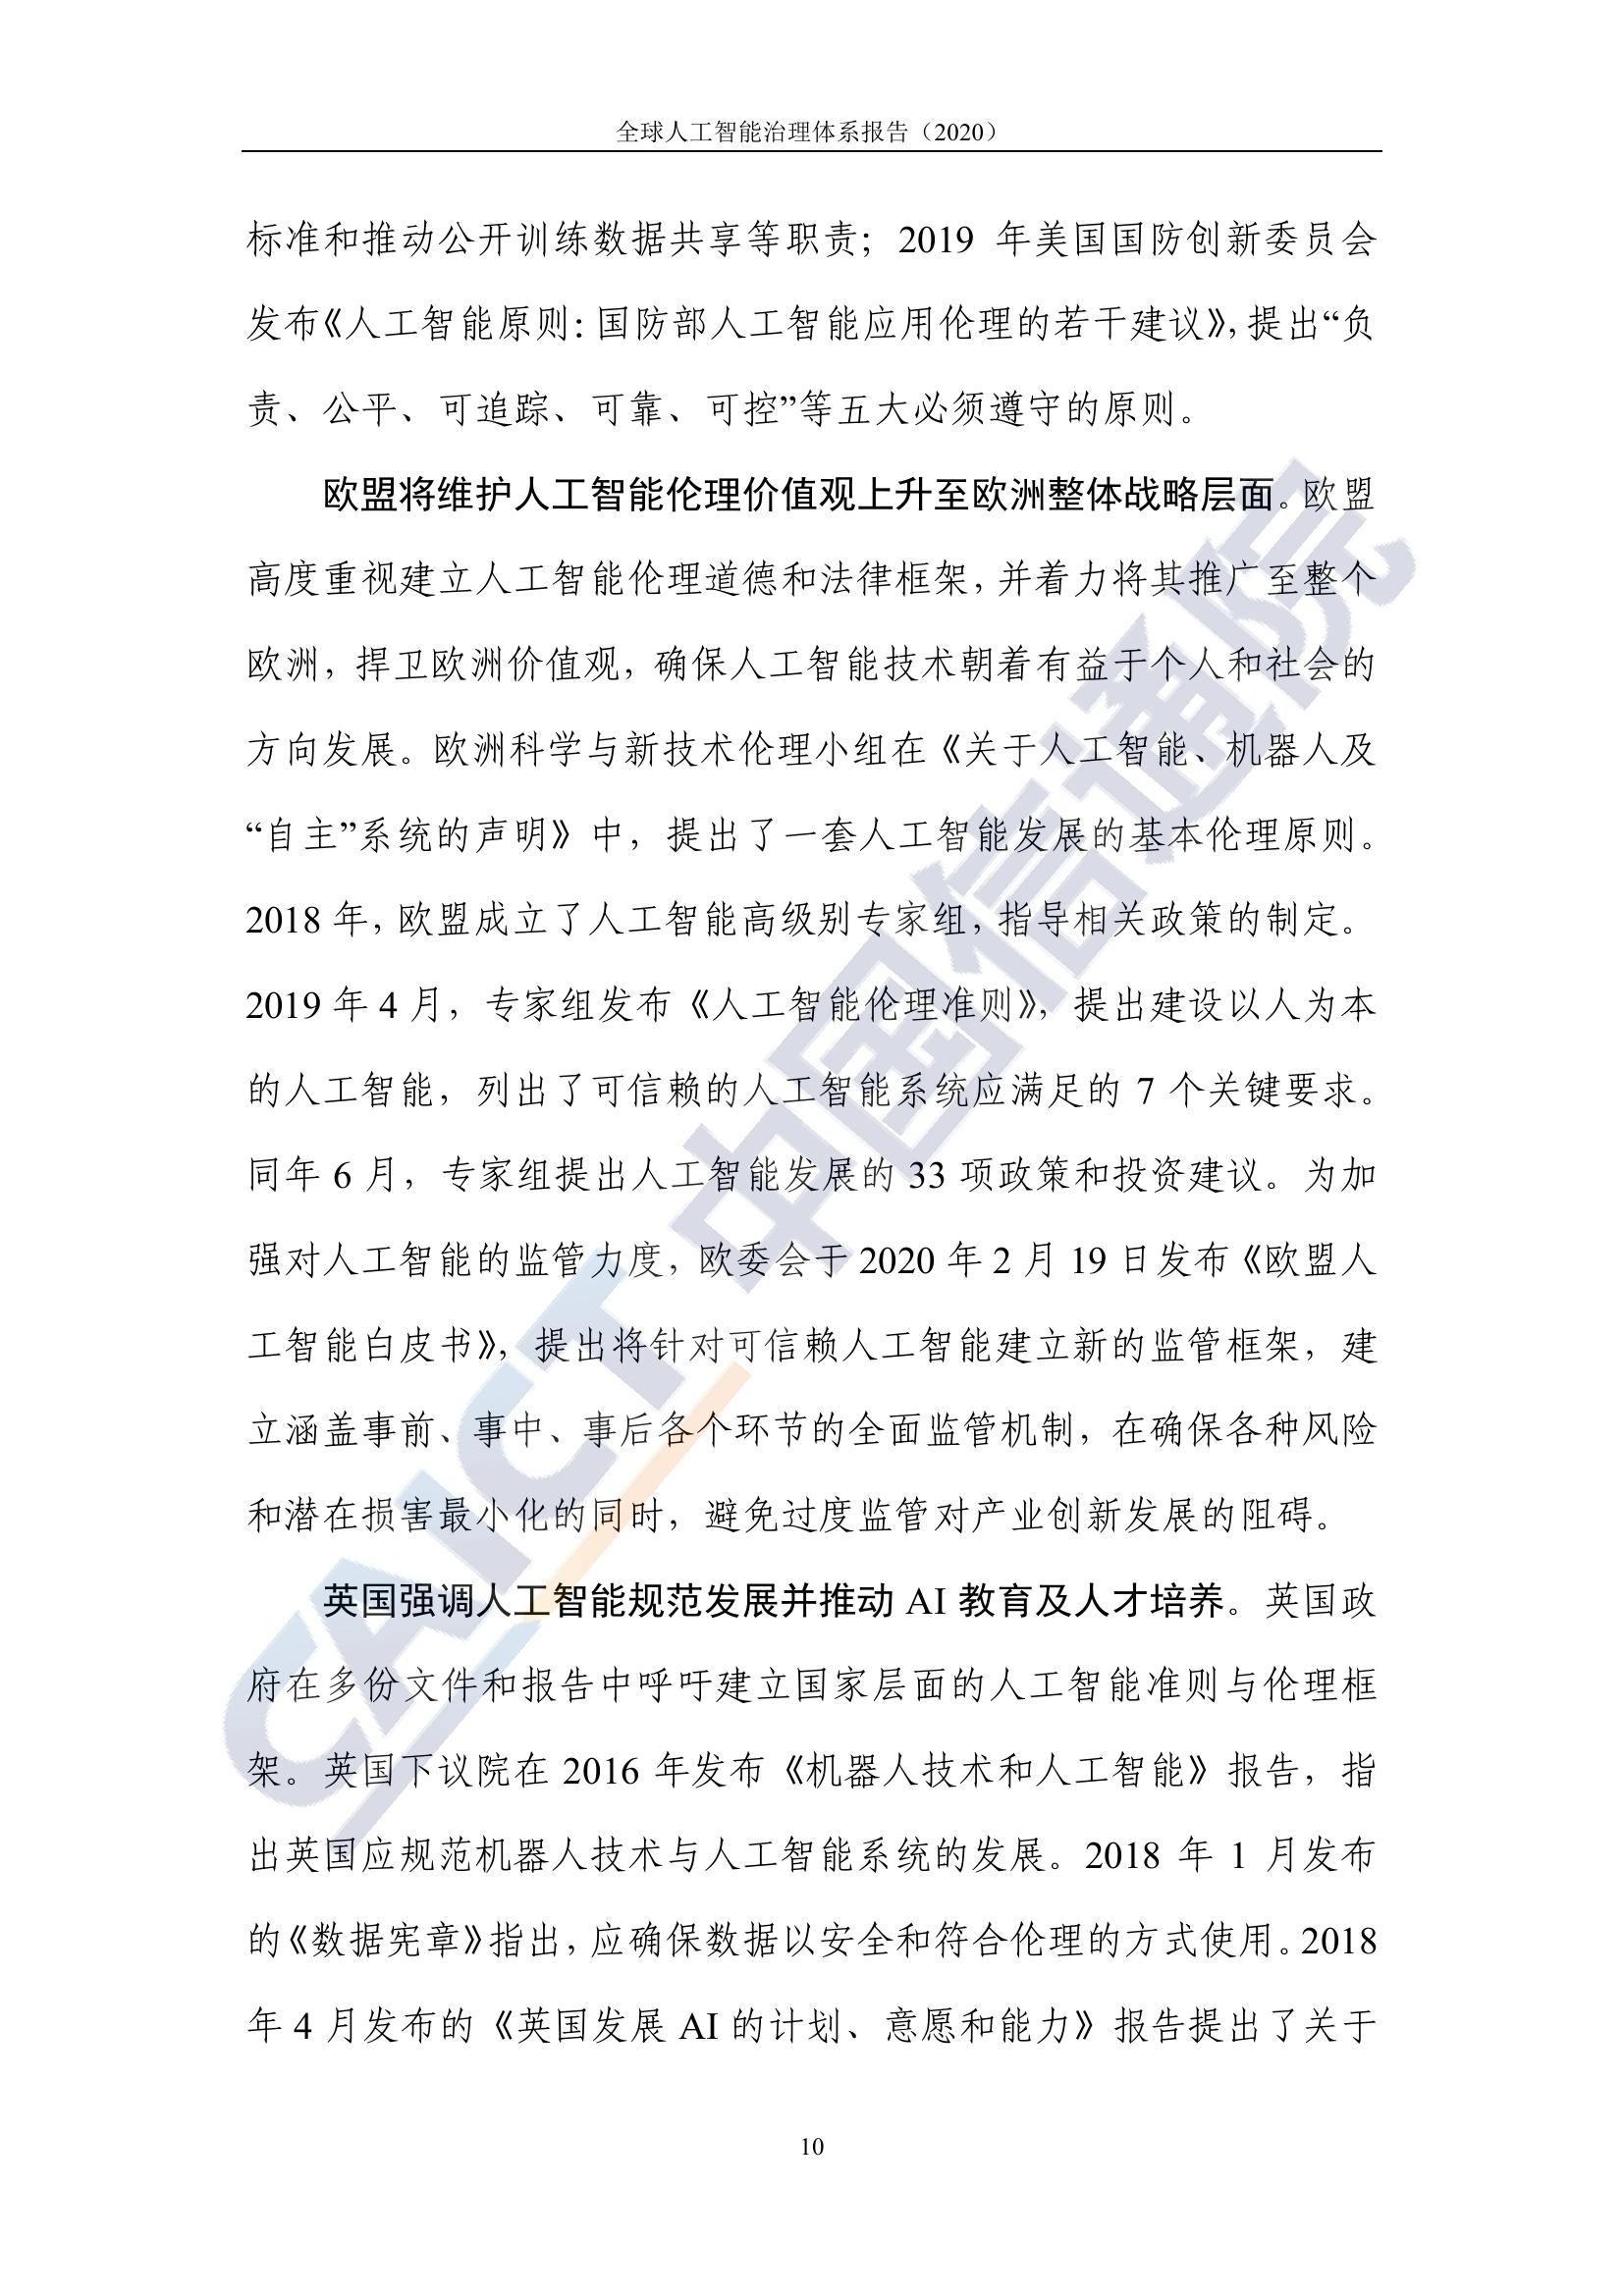 全球人工智能治理体系报告（2020）
标准和推动公开训练数据共享等职责；2019 年美国国防创新委员会
发布《人工智能原则：国防部人工智能应用伦理的若干建议》，提出“负
责、公平、可追踪、可靠、可控”等五大必须遵守的原则。
欧盟将维护人工智能伦理价值观上升至欧洲整体战略层面。欧盟
高度重视建立人工智能伦理道德和法律框架，并着力将其推广至整个
欧洲，捍卫欧洲价值观，确保人工智能技术朝着有益于个人和社会的
方向发展。欧洲科学与新技术伦理小组在《关于人工智能、机器人及
“自主”系统的声明》中，提出了一套人工智能发展的基本伦理原则。
2018 年，欧盟成立了人工智能高级别专家组，指导相关政策的制定。
2019 年 4 月，专家组发布《人工智能伦理准则》，提出建设以人为本
的人工智能，列出了可信赖的人工智能系统应满足的 7 个关键要求。
同年 6 月，专家组提出人工智能发展的 33 项政策和投资建议。为加
强对人工智能的监管力度，欧委会于 2020 年 2 月 19 日发布《欧盟人
工智能白皮书》，提出将针对可信赖人工智能建立新的监管框架，建
立涵盖事前、事中、事后各个环节的全面监管机制，在确保各种风险
和潜在损害最小化的同时，避免过度监管对产业创新发展的阻碍。
英国强调人工智能规范发展并推动 AI 教育及人才培养。英国政
府在多份文件和报告中呼吁建立国家层面的人工智能准则与伦理框
架。英国下议院在 2016 年发布《机器人技术和人工智能》报告，指
出英国应规范机器人技术与人工智能系统的发展。2018 年 1 月发布
的《数据宪章》指出，应确保数据以安全和符合伦理的方式使用。2018
年 4 月发布的《英国发展 AI 的计划、意愿和能力》报告提出了关于
10
CAICT 中国信通院